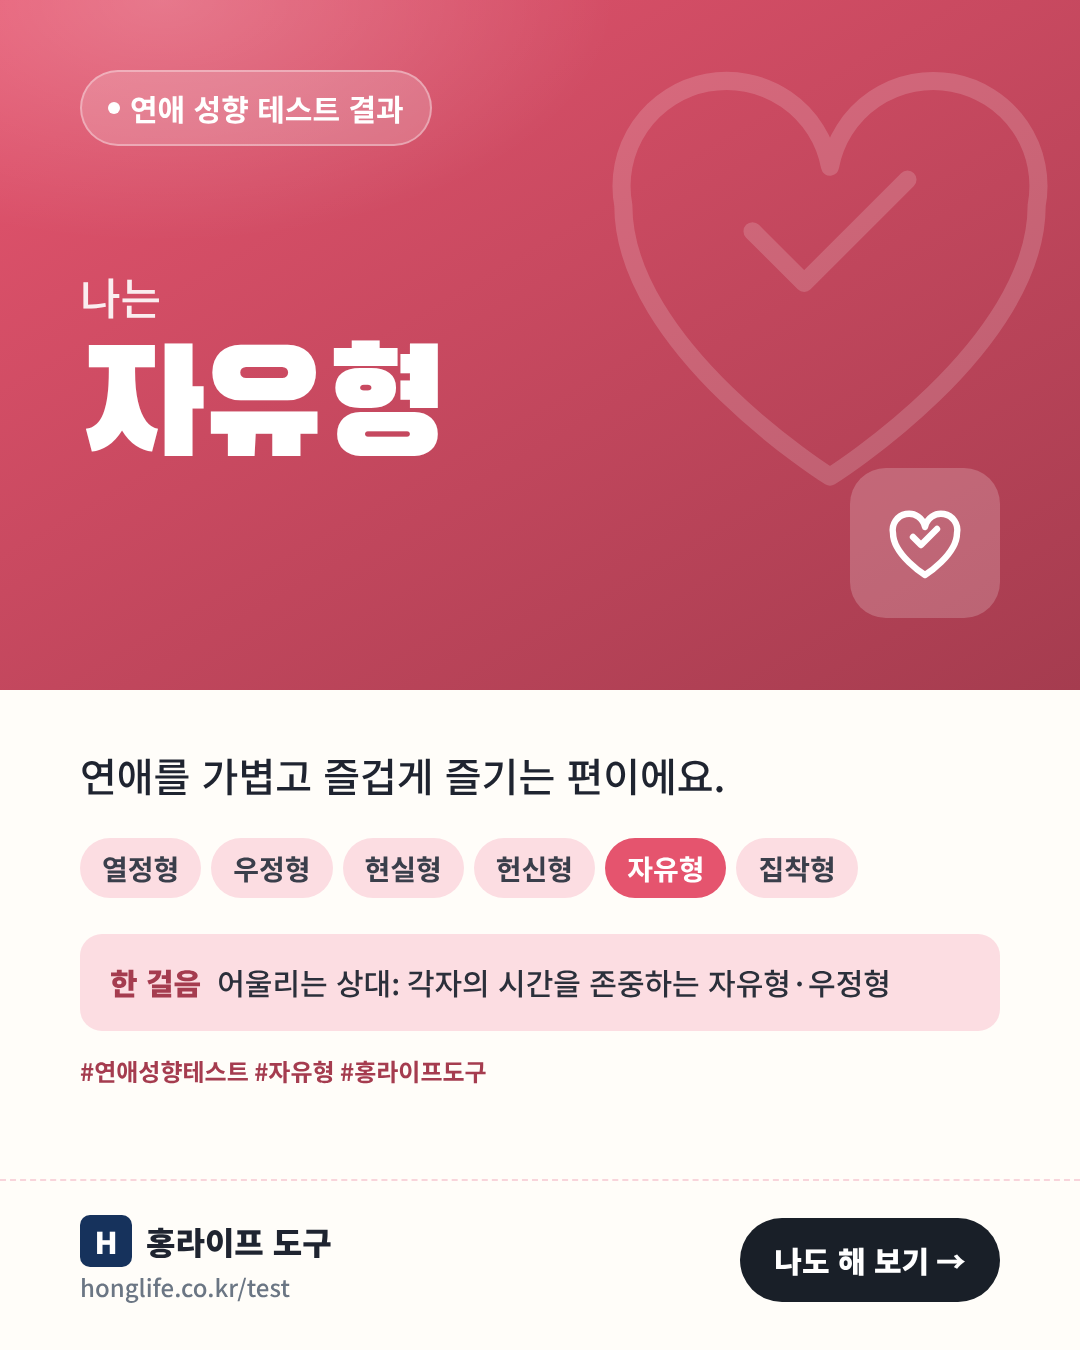 연애 성향 테스트 결과
나는
자유형
연애를 가볍고 즐겁게 즐기는 편이에요.
열정형 우정형 현실형 헌신형 자유형 집착형
한 걸음 어울리는 상대: 각자의 시간을 존중하는 자유형·우정형
#연애성향테스트 #자유형 #홍라이프도구
H 홍라이프 도구
honglife.co.kr/test
나도 해 보기 →